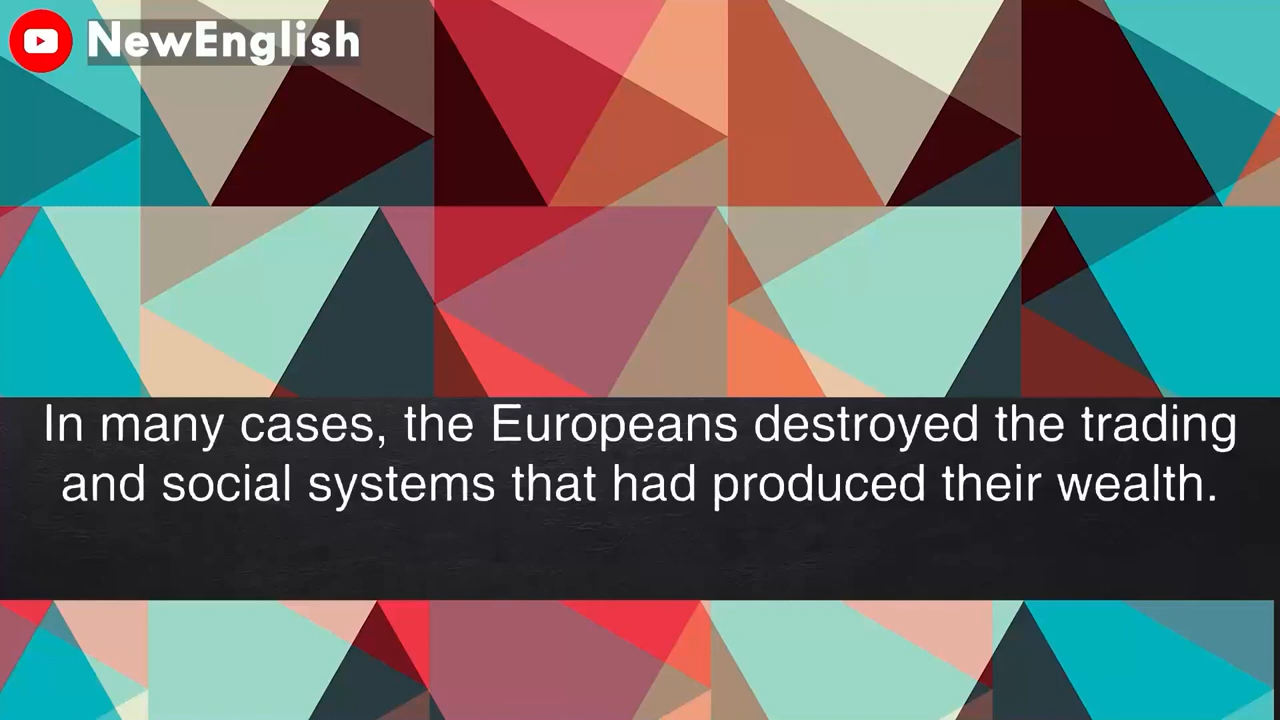 NewEnglish
In many cases, the Europeans destroyed the trading
and social systems that had produced their wealth.